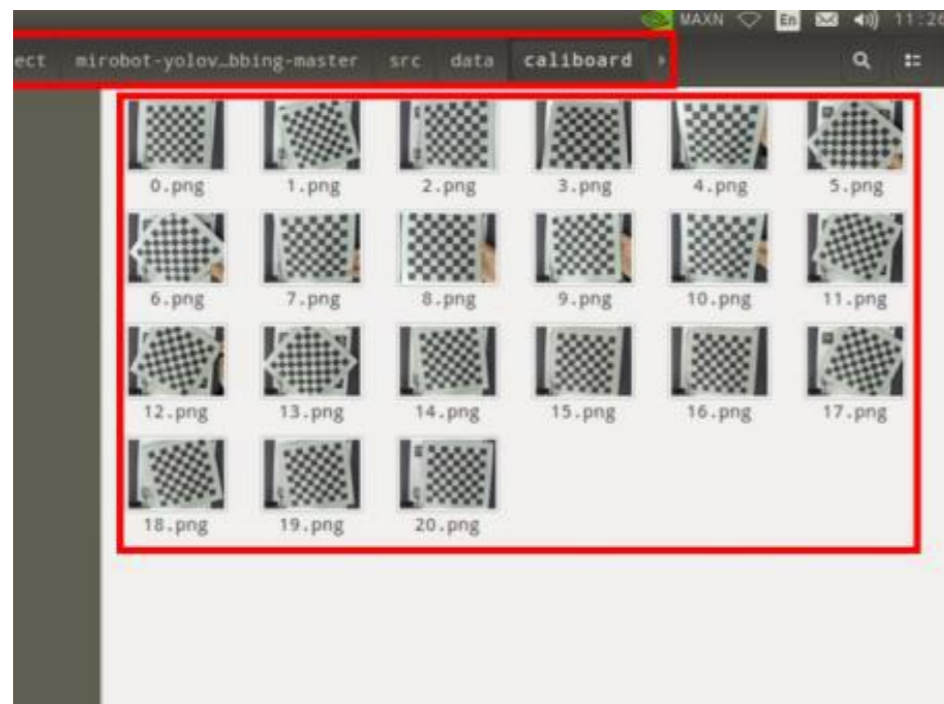 MAXN En 11:26
ect mirobot-yolov…bbing-master src data caliboard
0.png 1.png 2.png 3.png 4.png 5.png
6.png 7.png 8.png 9.png 10.png 11.png
12.png 13.png 14.png 15.png 16.png 17.png
18.png 19.png 20.png